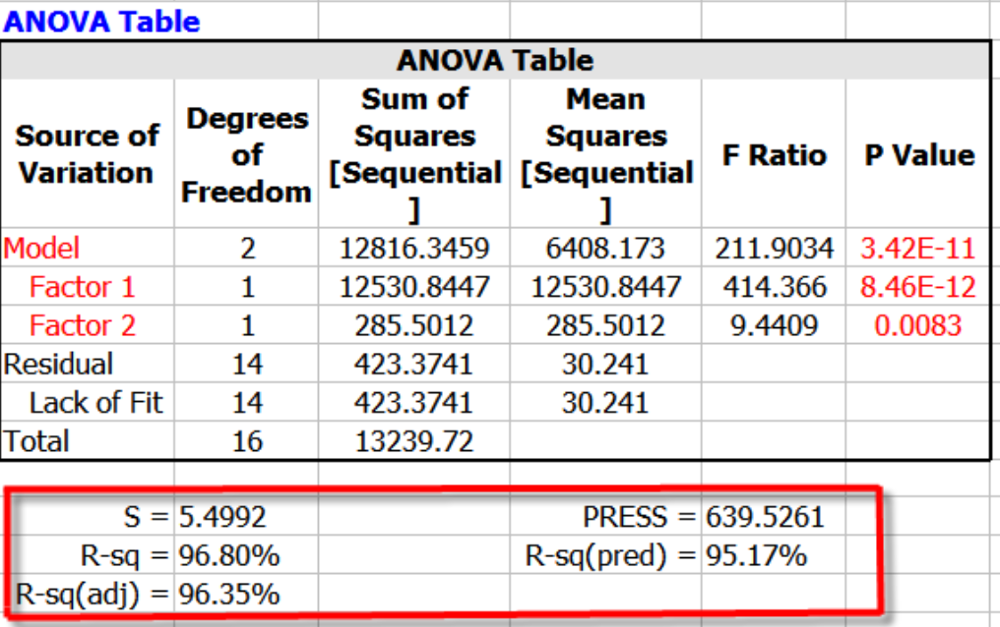 ANOVA Table
ANOVA Table
Source of Variation Degrees of Freedom Sum of Squares [Sequential] Mean Squares [Sequential] F Ratio P Value
Model 2 12816.3459 6408.173 211.9034 3.42E-11
Factor 1 1 12530.8447 12530.8447 414.366 8.46E-12
Factor 2 1 285.5012 285.5012 9.4409 0.0083
Residual 14 423.3741 30.241
Lack of Fit 14 423.3741 30.241
Total 16 13239.72
S = 5.4992 PRESS = 639.5261
R-sq = 96.80% R-sq(pred) = 95.17%
R-sq(adj) = 96.35%